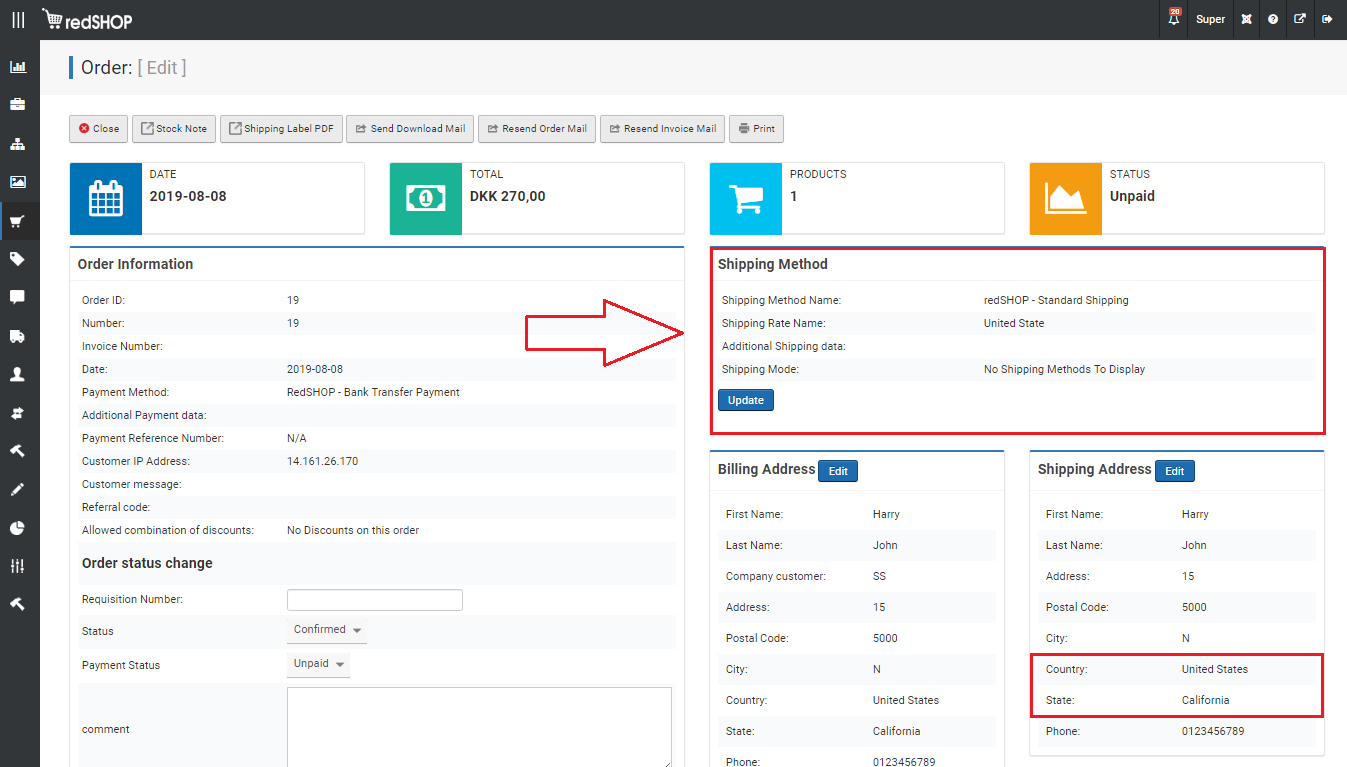 redSHOP
20
Super
Order: [ Edit ]
Close
Stock Note
Shipping Label PDF
Send Download Mail
Resend Order Mail
Resend Invoice Mail
Print
DATE
2019-08-08
TOTAL
DKK 270,00
PRODUCTS
1
STATUS
Unpaid
Order Information
Order ID: 19
Number: 19
Invoice Number:
Date: 2019-08-08
Payment Method: RedSHOP - Bank Transfer Payment
Additional Payment data:
Payment Reference Number: N/A
Customer IP Address: 14.161.26.170
Customer message:
Referral code:
Allowed combination of discounts: No Discounts on this order
Order status change
Requisition Number:
Status Confirmed
Payment Status Unpaid
comment
Shipping Method
Shipping Method Name: redSHOP - Standard Shipping
Shipping Rate Name: United State
Additional Shipping data:
Shipping Mode: No Shipping Methods To Display
Update
Billing Address Edit
First Name: Harry
Last Name: John
Company customer: SS
Address: 15
Postal Code: 5000
City: N
Country: United States
State: California
Phone: 0123456789
Shipping Address Edit
First Name: Harry
Last Name: John
Address: 15
Postal Code: 5000
City: N
Country: United States
State: California
Phone: 0123456789